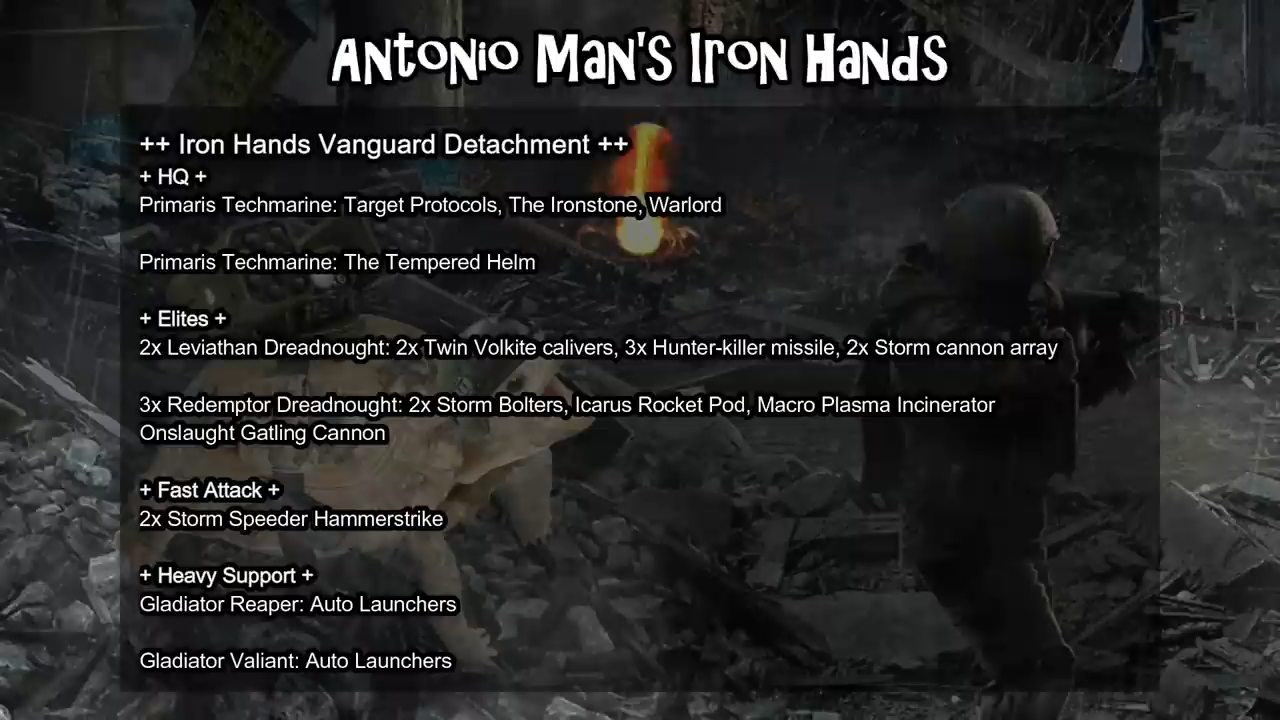 Antonio Man's Iron Hands
++ Iron Hands Vanguard Detachment ++
+ HQ +
Primaris Techmarine: Target Protocols, The Ironstone, Warlord
Primaris Techmarine: The Tempered Helm
+ Elites +
2x Leviathan Dreadnought: 2x Twin Volkite calivers, 3x Hunter-killer missile, 2x Storm cannon array
3x Redemptor Dreadnought: 2x Storm Bolters, Icarus Rocket Pod, Macro Plasma Incinerator
Onslaught Gatling Cannon
+ Fast Attack +
2x Storm Speeder Hammerstrike
+ Heavy Support +
Gladiator Reaper: Auto Launchers
Gladiator Valiant: Auto Launchers